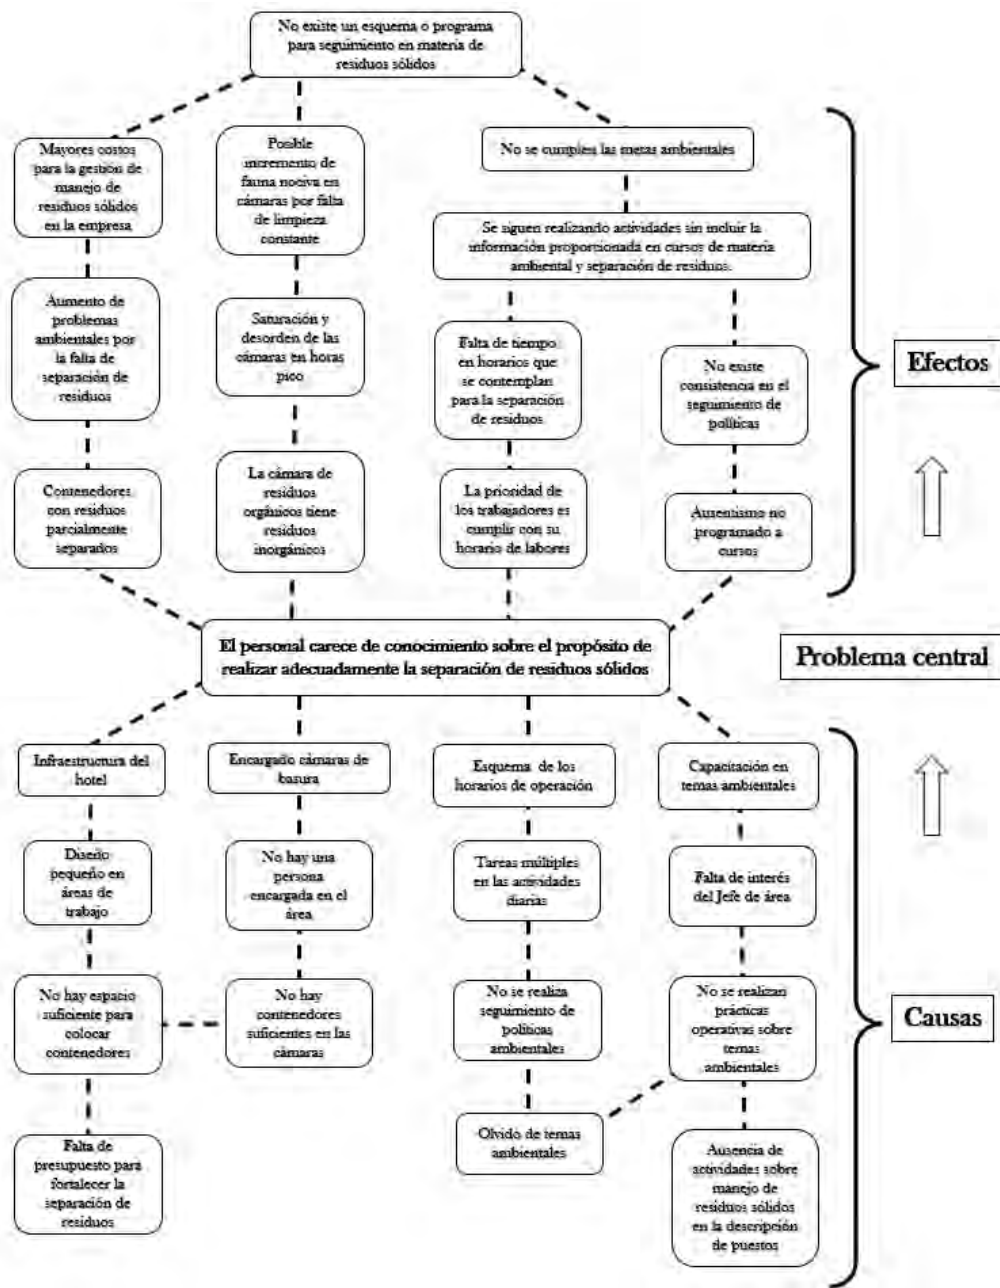 No existe un esquema o programa
para seguimiento en materia de
residuos sólidos
Mayores costos
para la gestión de
manejo de
residuos sólidos
en la empresa
Posible
incremento de
fauna nociva en
cámaras por falta
de limpieza
constante
No se cumplen las metas ambientales
Se siguen realizando actividades sin incluir la
información proporcionada en cursos de materia
ambiental y separación de residuos.
Aumento de
problemas
ambientales por
la falta de
separación de
residuos
Saturación y
desorden de las
cámaras en horas
pico
Falta de tiempo
en horarios que
se contemplan
para la separación
de residuos
No existe
consistencia en el
seguimiento de
políticas
Efectos
Contenedores
con residuos
parcialmente
separados
La cámara de
residuos
orgánicos tiene
residuos
inorgánicos
La prioridad de
los trabajadores es
cumplir con su
horario de labores
Ausentismo no
programado a
cursos
El personal carece de conocimiento sobre el propósito de
realizar adecuadamente la separación de residuos sólidos
Problema central
Infraestructura del
hotel
Encargado cámaras de
basura
Esquema de los
horarios de operación
Capacitación en
temas ambientales
Diseño
pequeño en
áreas de
trabajo
No hay una
persona
encargada en el
área
Tareas múltiples
en las actividades
diarias
Falta de interés
del Jefe de área
No hay espacio
suficiente para
colocar
contenedores
No hay
contenedores
suficientes en las
cámaras
No se realiza
seguimiento de
políticas
ambientales
No se realizan
prácticas
operativas sobre
temas
ambientales
Causas
Falta de
presupuesto para
fortalecer la
separación de
residuos
Olvido de temas
ambientales
Ausencia de
actividades sobre
manejo de
residuos sólidos
en la descripción
de puestos